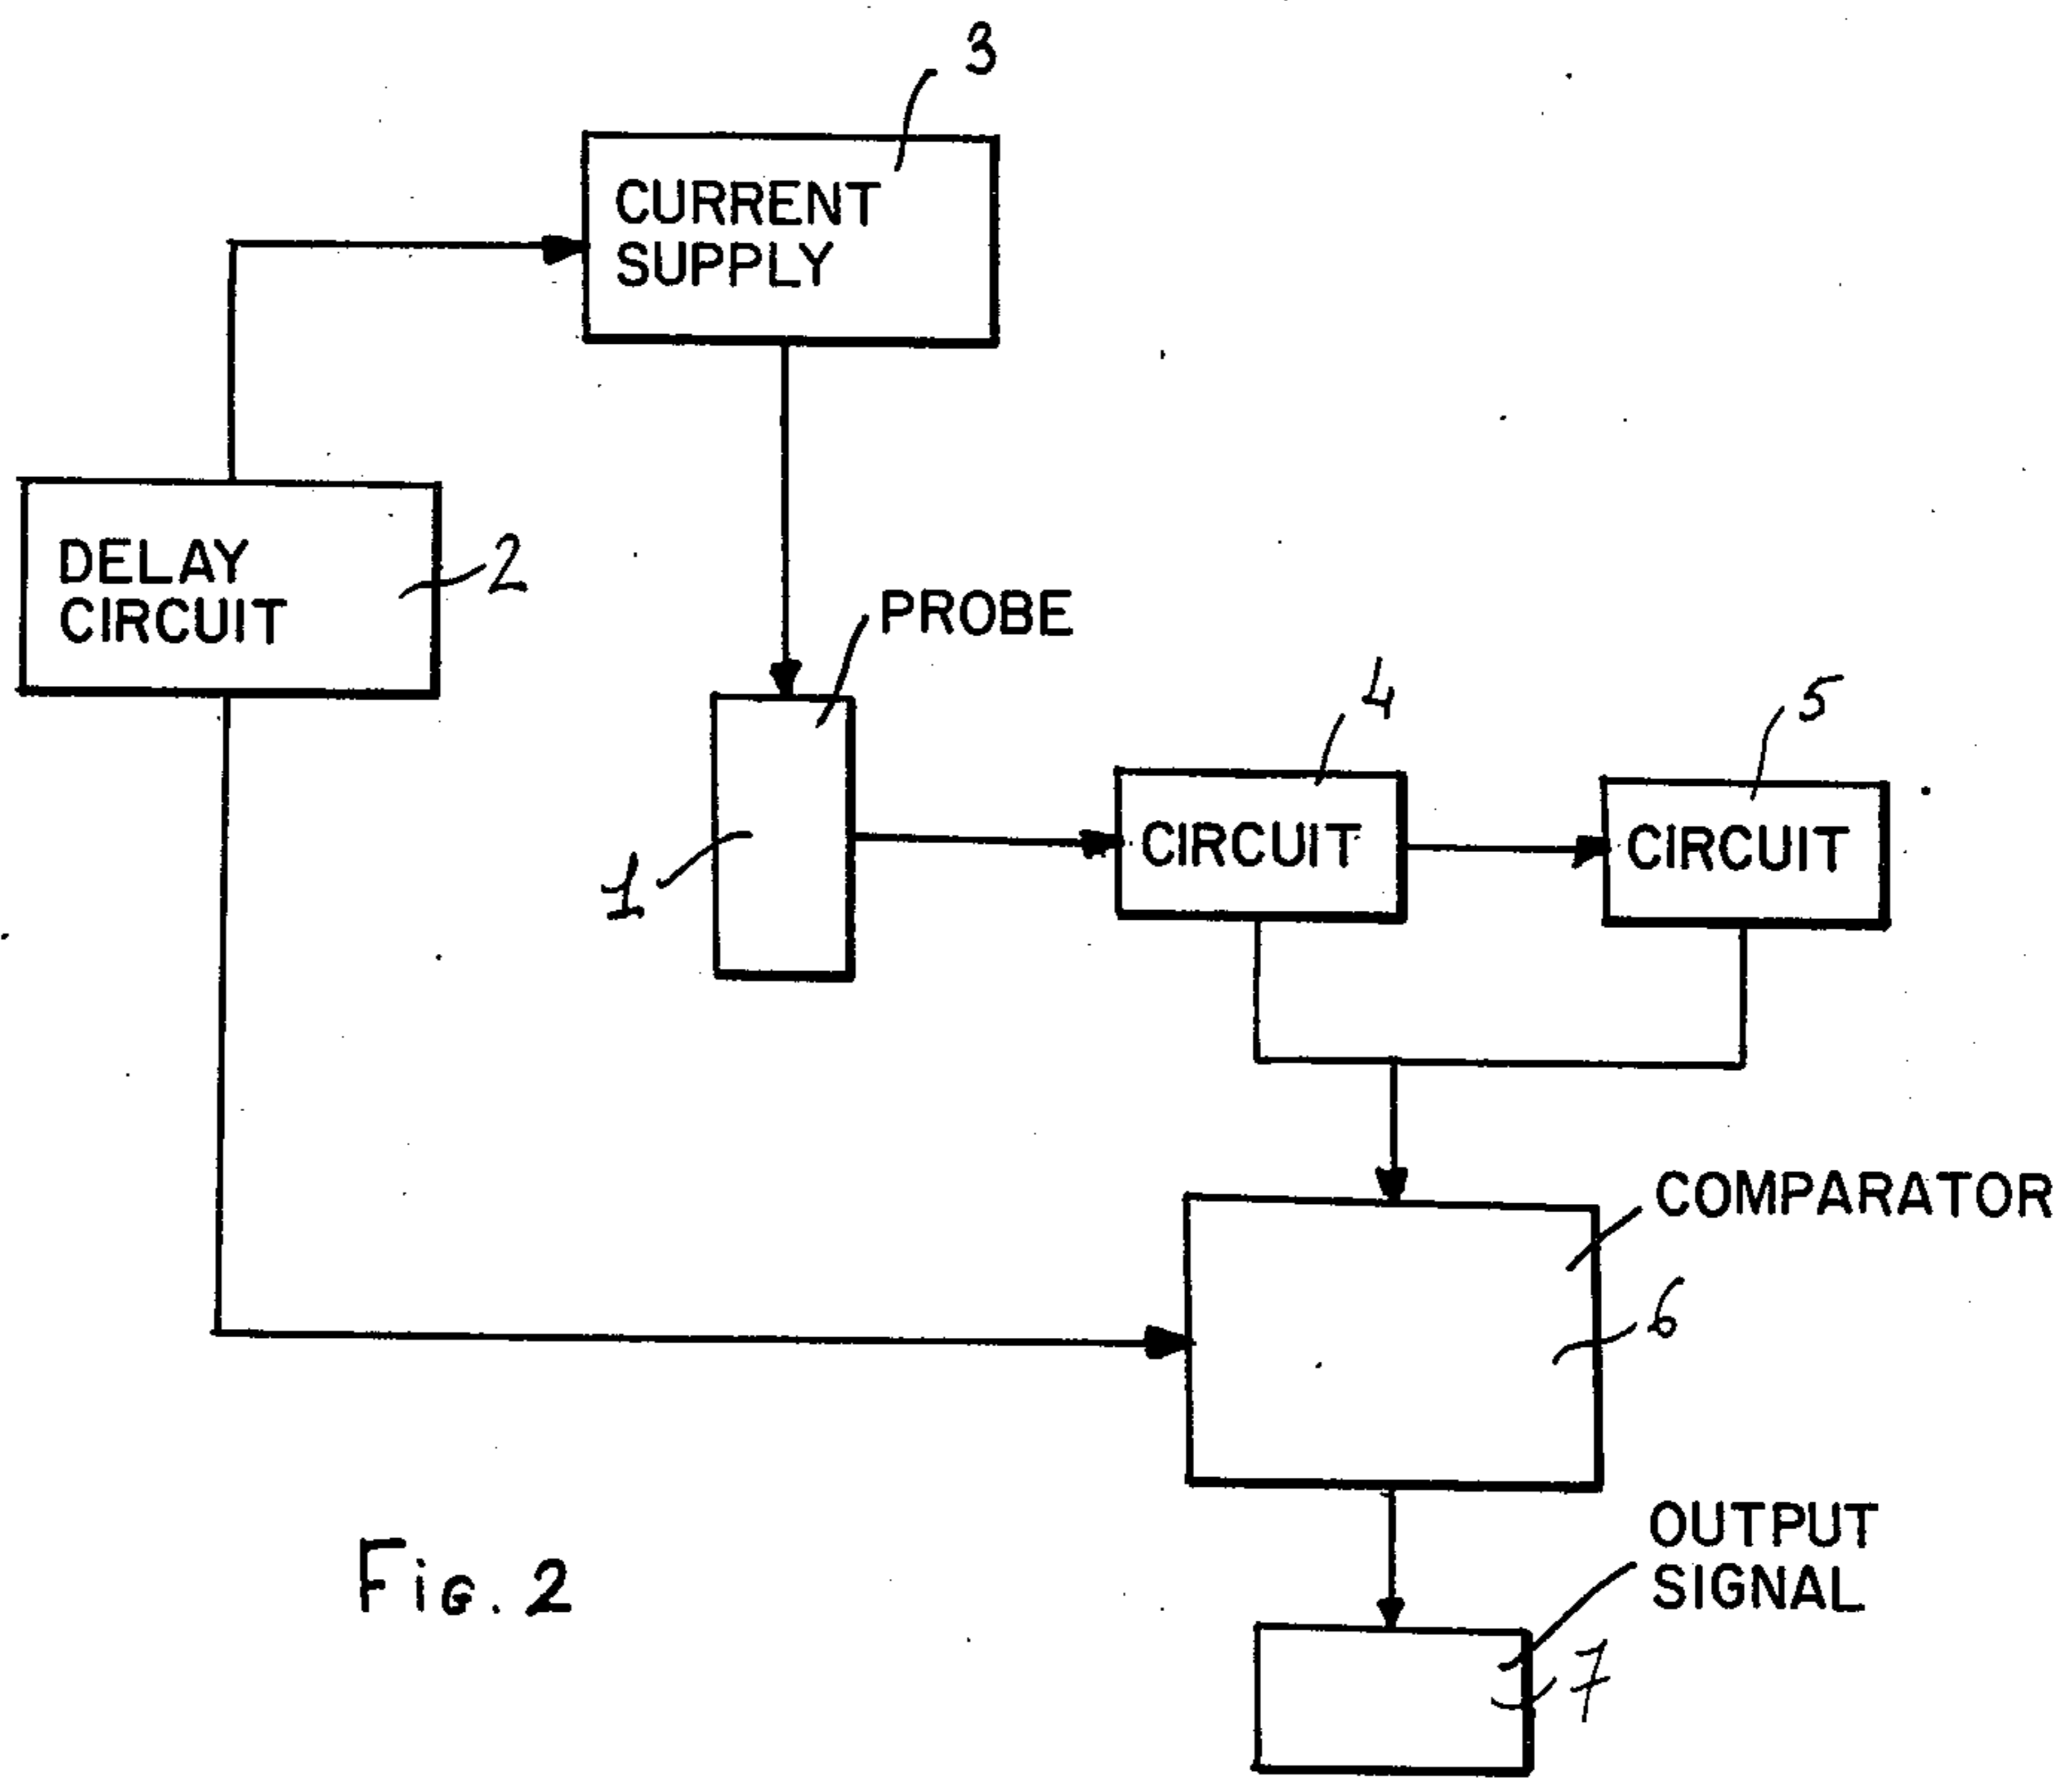 3
CURRENT
SUPPLY
DELAY
CIRCUIT
2
PROBE
4
5
CIRCUIT
CIRCUIT
1
COMPARATOR
6
OUTPUT
SIGNAL
7
Fig. 2